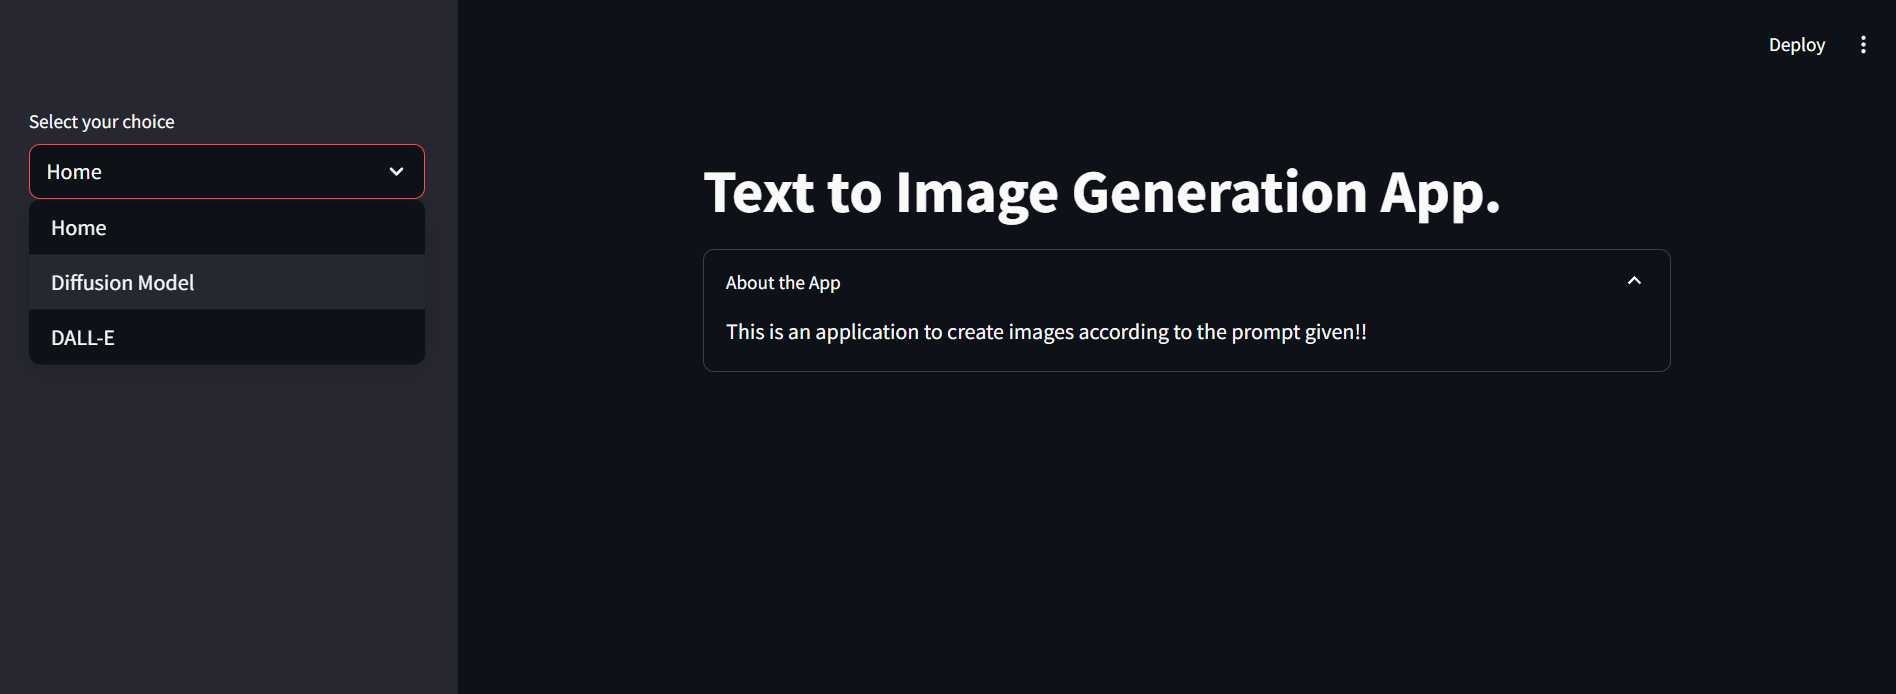 Deploy
Select your choice
Home
Home
Diffusion Model
DALL-E
Text to Image Generation App.
About the App
This is an application to create images according to the prompt given!!